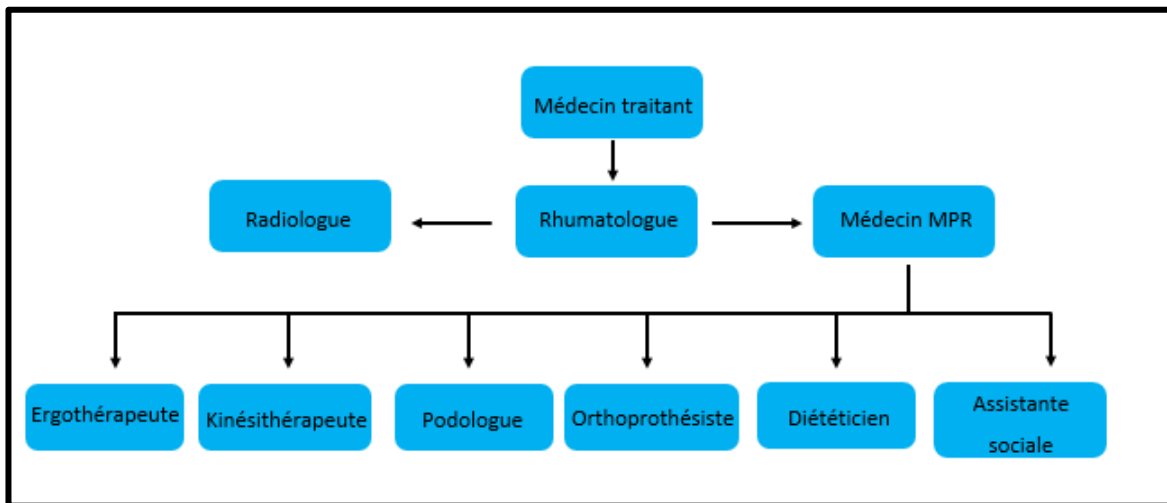 Médecin traitant
Radiologue
Rhumatologue
Médecin MPR
Ergothérapeute
Kinésithérapeute
Podologue
Orthoprothésiste
Diététicien
Assistante
sociale